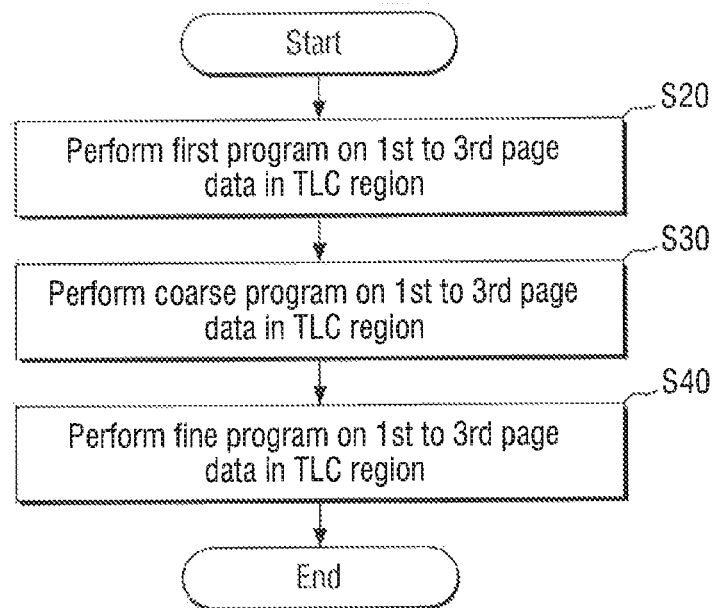 Start
S20
Perform first program on 1st to 3rd page
data in TLC region
S30
Perform coarse program on 1st to 3rd page
data in TLC region
S40
Perform fine program on 1st to 3rd page
data in TLC region
End